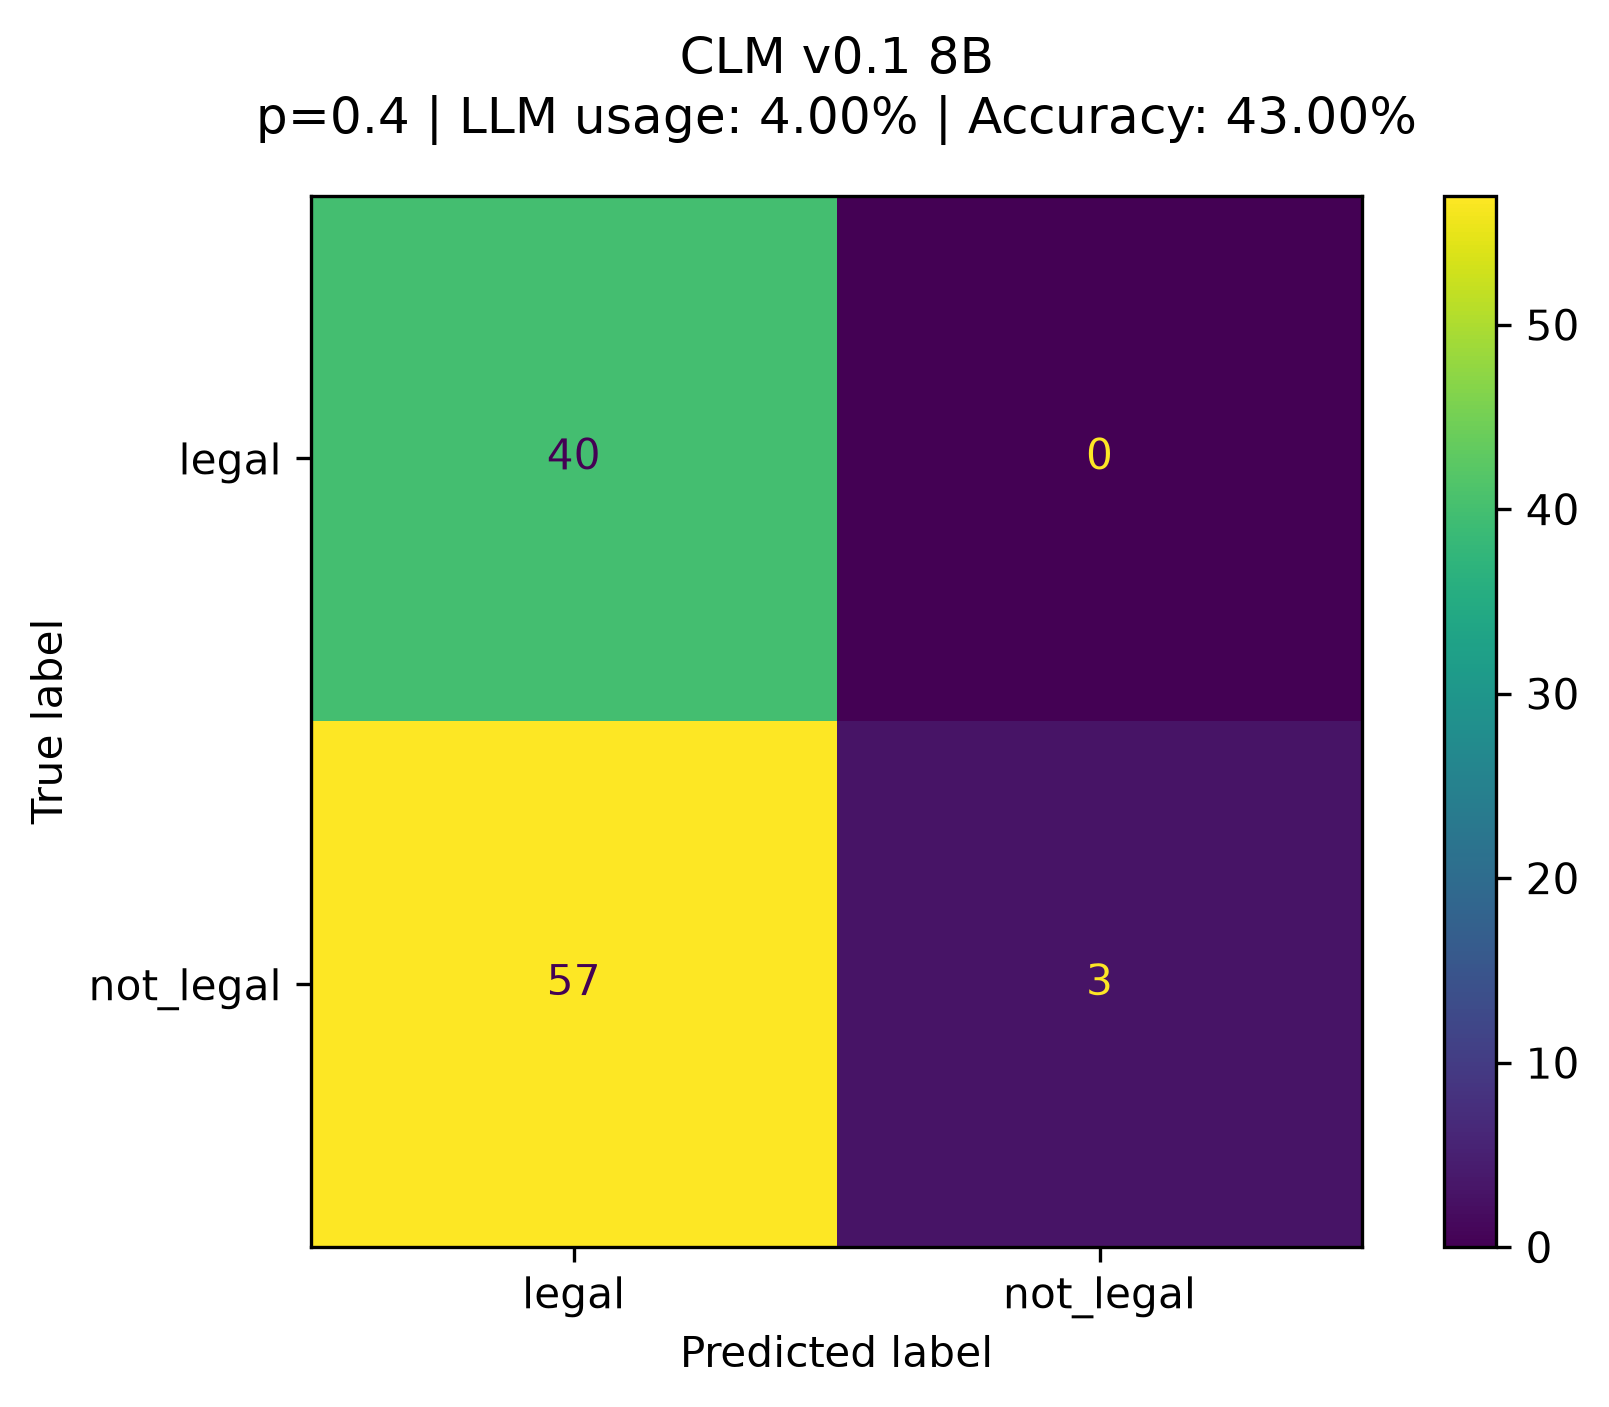 CLM v0.1 8B
p=0.4 | LLM usage: 4.00% | Accuracy: 43.00%
True label
legal
not_legal
40
0
57
3
legal
not_legal
Predicted label
50
40
30
20
10
0